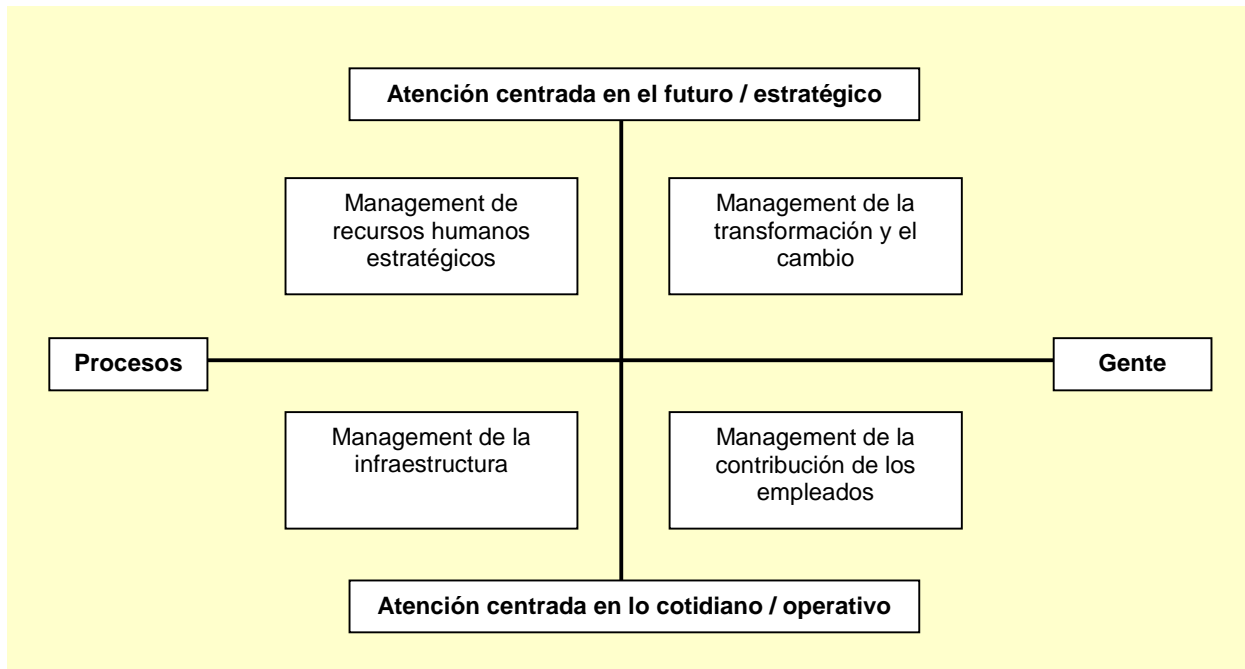 Atención centrada en el futuro / estratégico
Management de
recursos humanos
estratégicos
Management de la
transformación y el
cambio
Procesos
Gente
Management de la
infraestructura
Management de la
contribución de los
empleados
Atención centrada en lo cotidiano / operativo